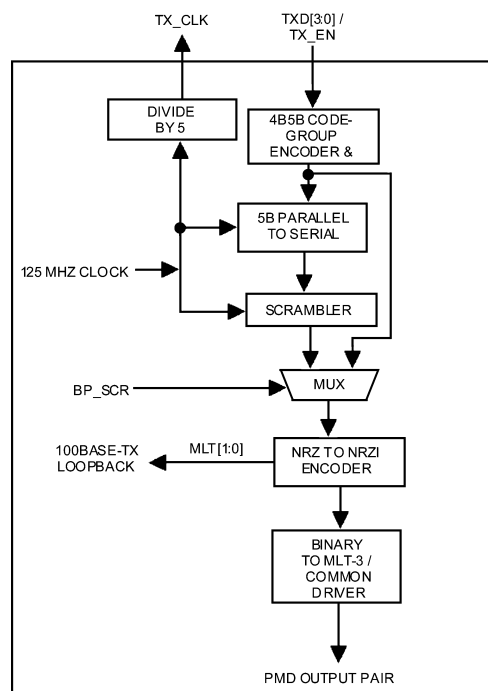 TX_CLK
TXD[3:0] /
TX_EN
DIVIDE
BY 5
4B5B CODE-
GROUP
ENCODER &
5B PARALLEL
TO SERIAL
125 MHZ CLOCK
SCRAMBLER
MUX
BP_SCR
100BASE-TX
LOOPBACK
MLT[1:0]
NRZ TO NRZI
ENCODER
BINARY
TO MLT-3 /
COMMON
DRIVER
PMD OUTPUT PAIR